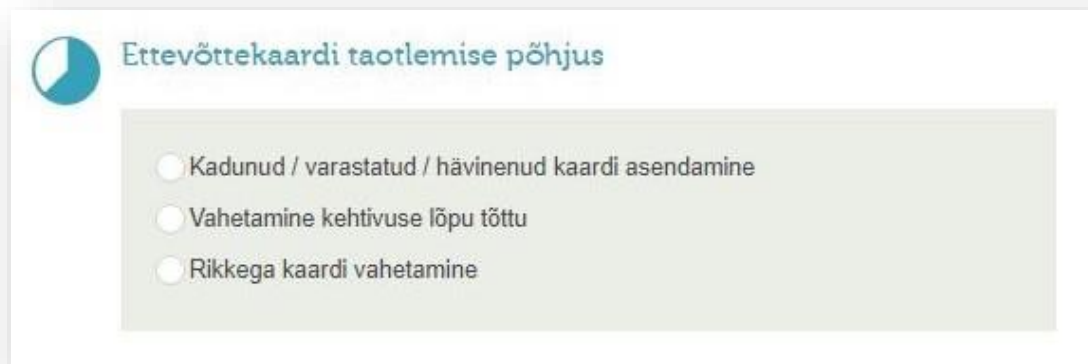 Ettevõttekaardi taotlemise põhjus
Kadunud / varastatud / hävinenud kaardi asendamine
Vahetamine kehtivuse lõpu tõttu
Rikkega kaardi vahetamine